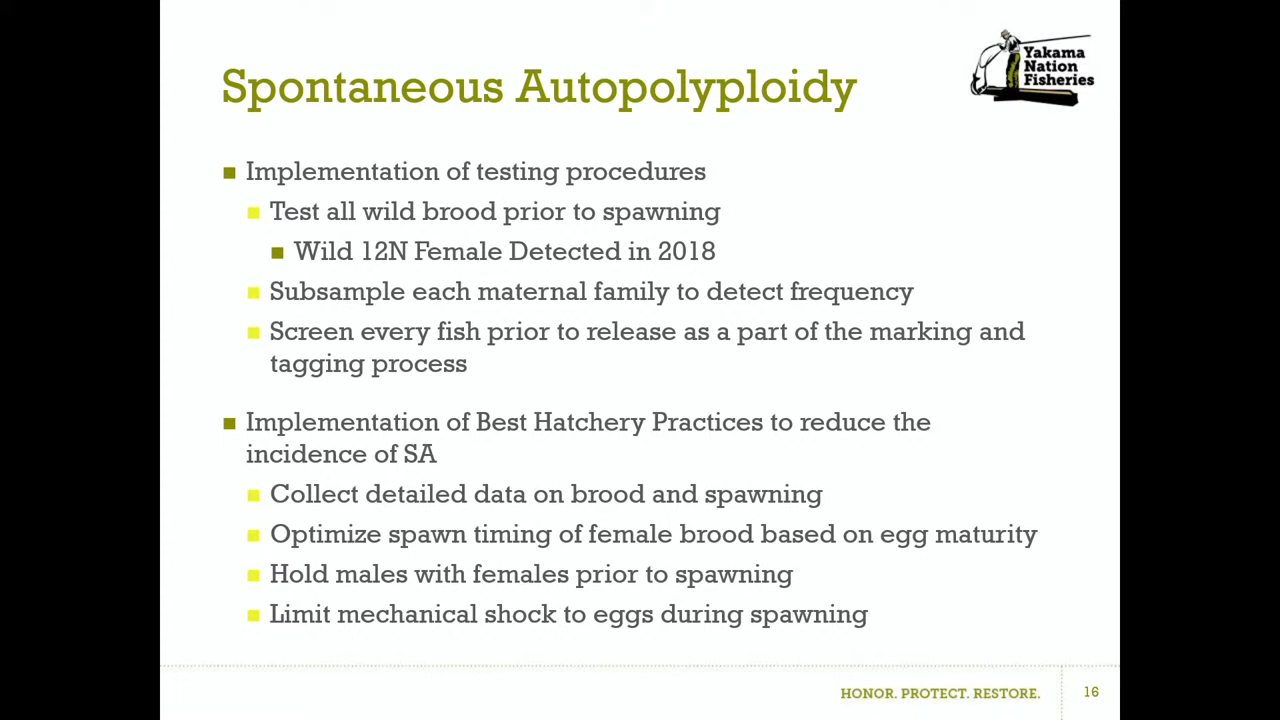 Spontaneous Autopolyploidy
Yakama
Nation
Fisheries
Implementation of testing procedures
Test all wild brood prior to spawning
Wild 12N Female Detected in 2018
Subsample each maternal family to detect frequency
Screen every fish prior to release as a part of the marking and
tagging process
Implementation of Best Hatchery Practices to reduce the
incidence of SA
Collect detailed data on brood and spawning
Optimize spawn timing of female brood based on egg maturity
Hold males with females prior to spawning
Limit mechanical shock to eggs during spawning
HONOR. PROTECT. RESTORE.
16